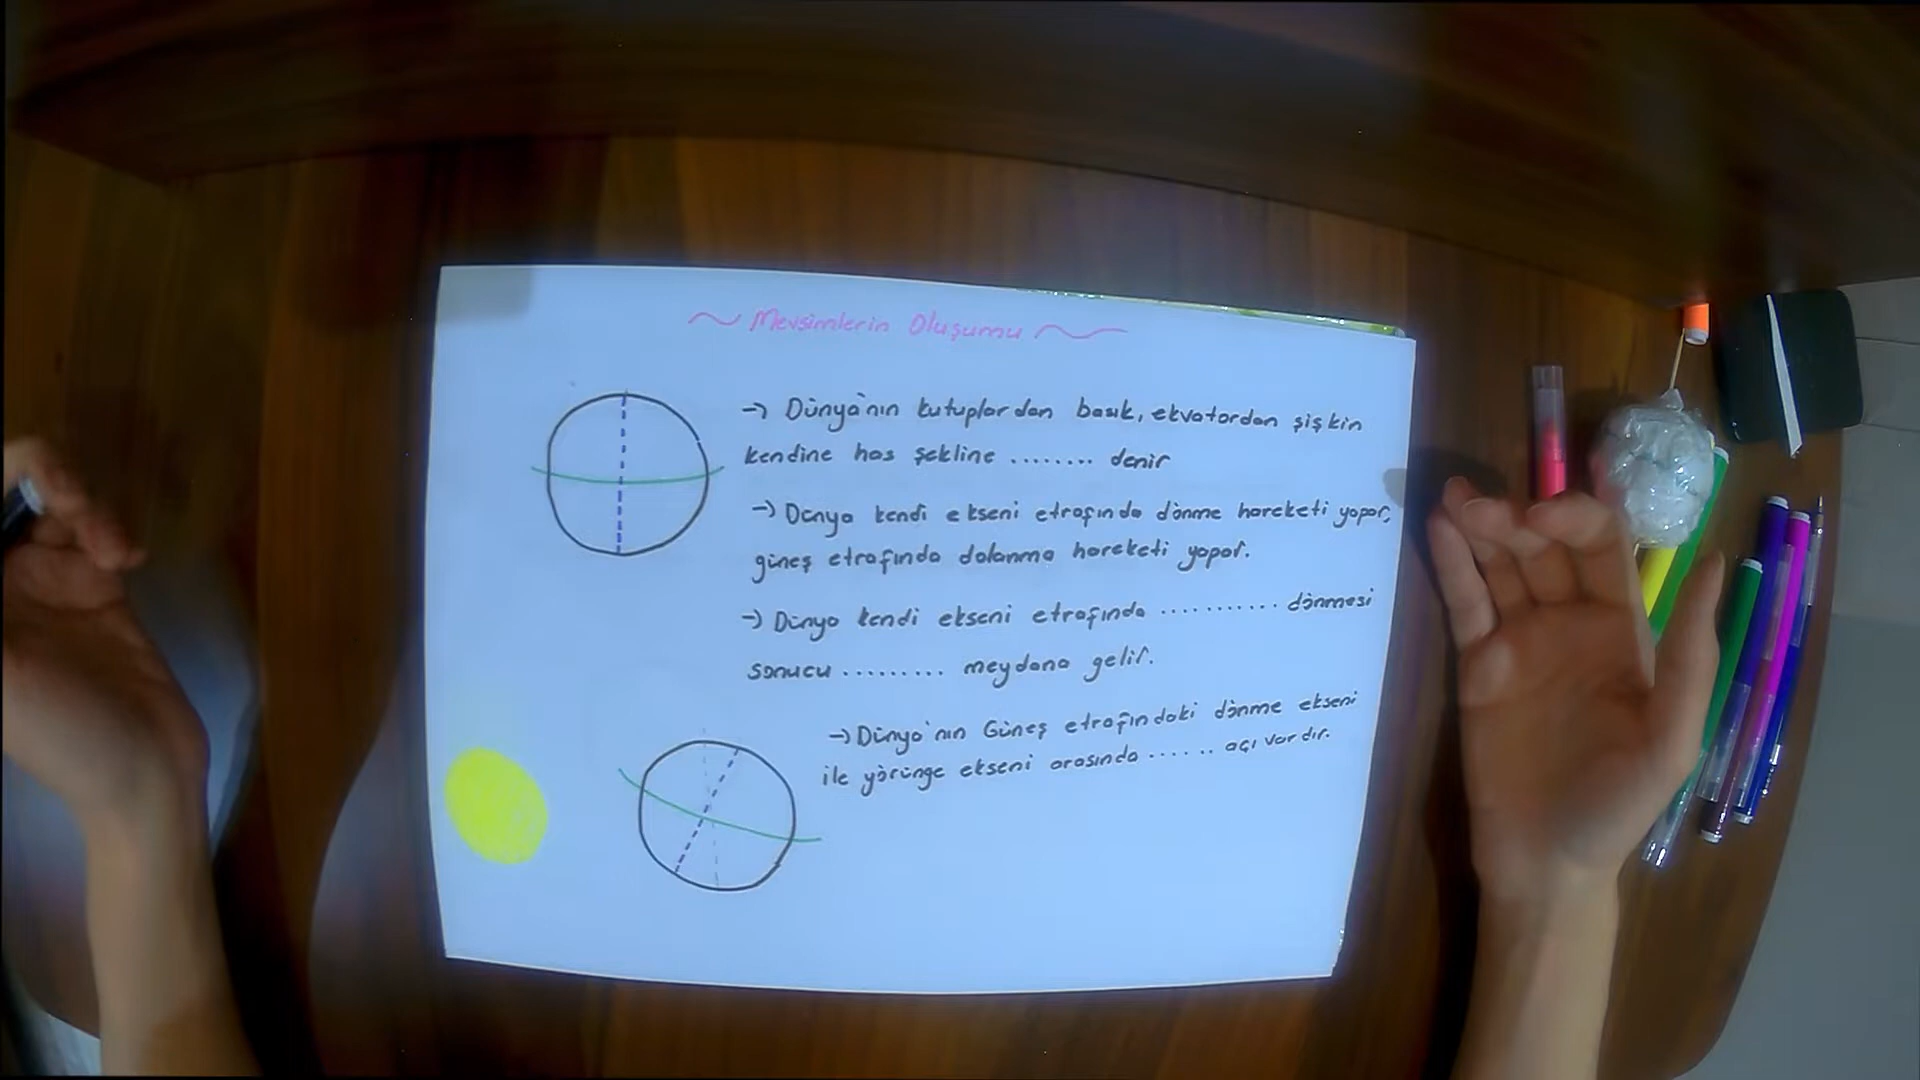 ~ Mevsimlerin Oluşumu ~
→ Dünya'nın kutuplardan basık, ekvatordan şişkin
kendine has şekline ........ denir
→ Dünya kendi ekseni etrafında dönme hareketi yapar,
güneş etrafında dolanma hareketi yapar.
→ Dünya kendi ekseni etrafında ........... dönmesi
sonucu ......... meydana gelir.
→ Dünya'nın Güneş etrafındaki dönme ekseni
ile yörünge ekseni arasında ...... açı vardır.